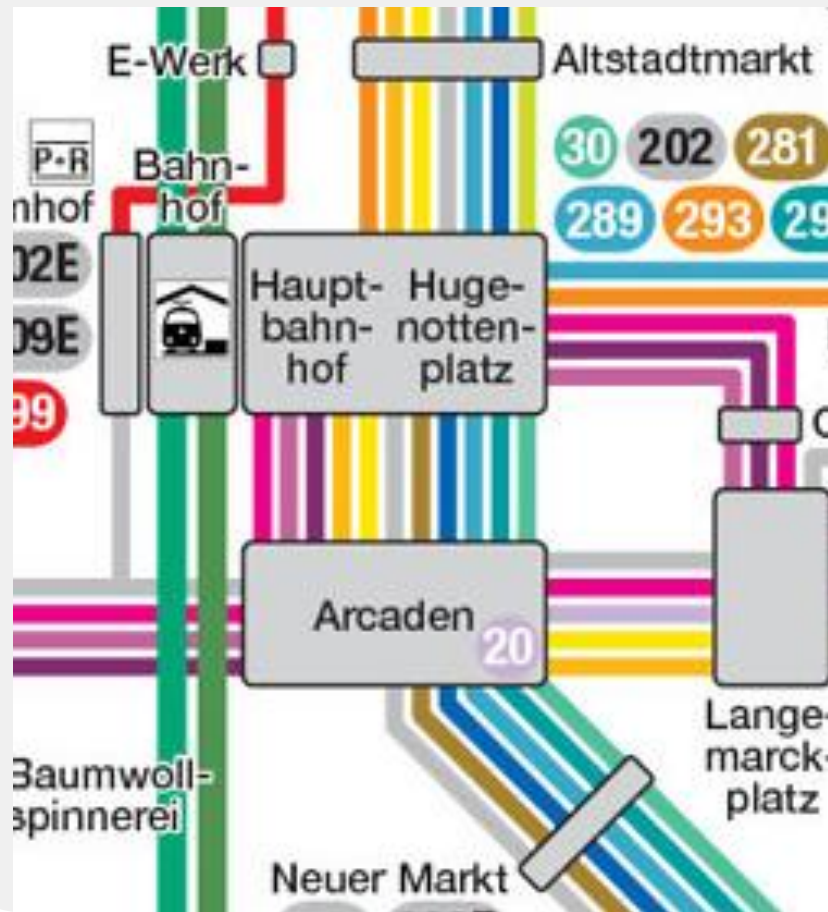 E-Werk
Altstadtmarkt
P+R
Bahn-
hof
30 202 281
289 293
Haupt-
bahn-
hof
Huge-
notten-
platz
Arcaden
20
Lange-
marck-
platz
Baumwoll-
spinnerei
Neuer Markt